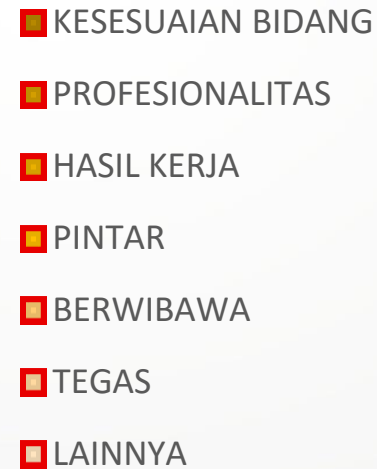 KESESUAIAN BIDANG
PROFESIONALITAS
HASIL KERJA
PINTAR
BERWIBAWA
TEGAS
LAINNYA